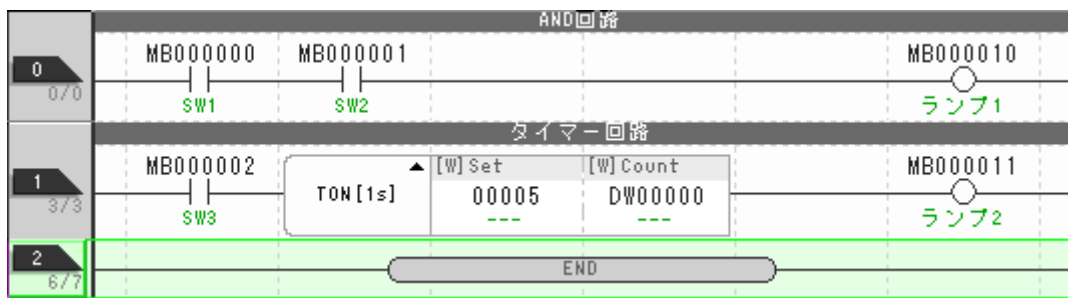 AND回路
0
0/0
MB000000 MB000001 MB000010
SW1 SW2 ランプ1
タイマー回路
1
3/3
MB000002 [W]Set [W]Count MB000011
TON[1s] 00005 DW00000
SW3 --- --- ランプ2
2
6/7
END